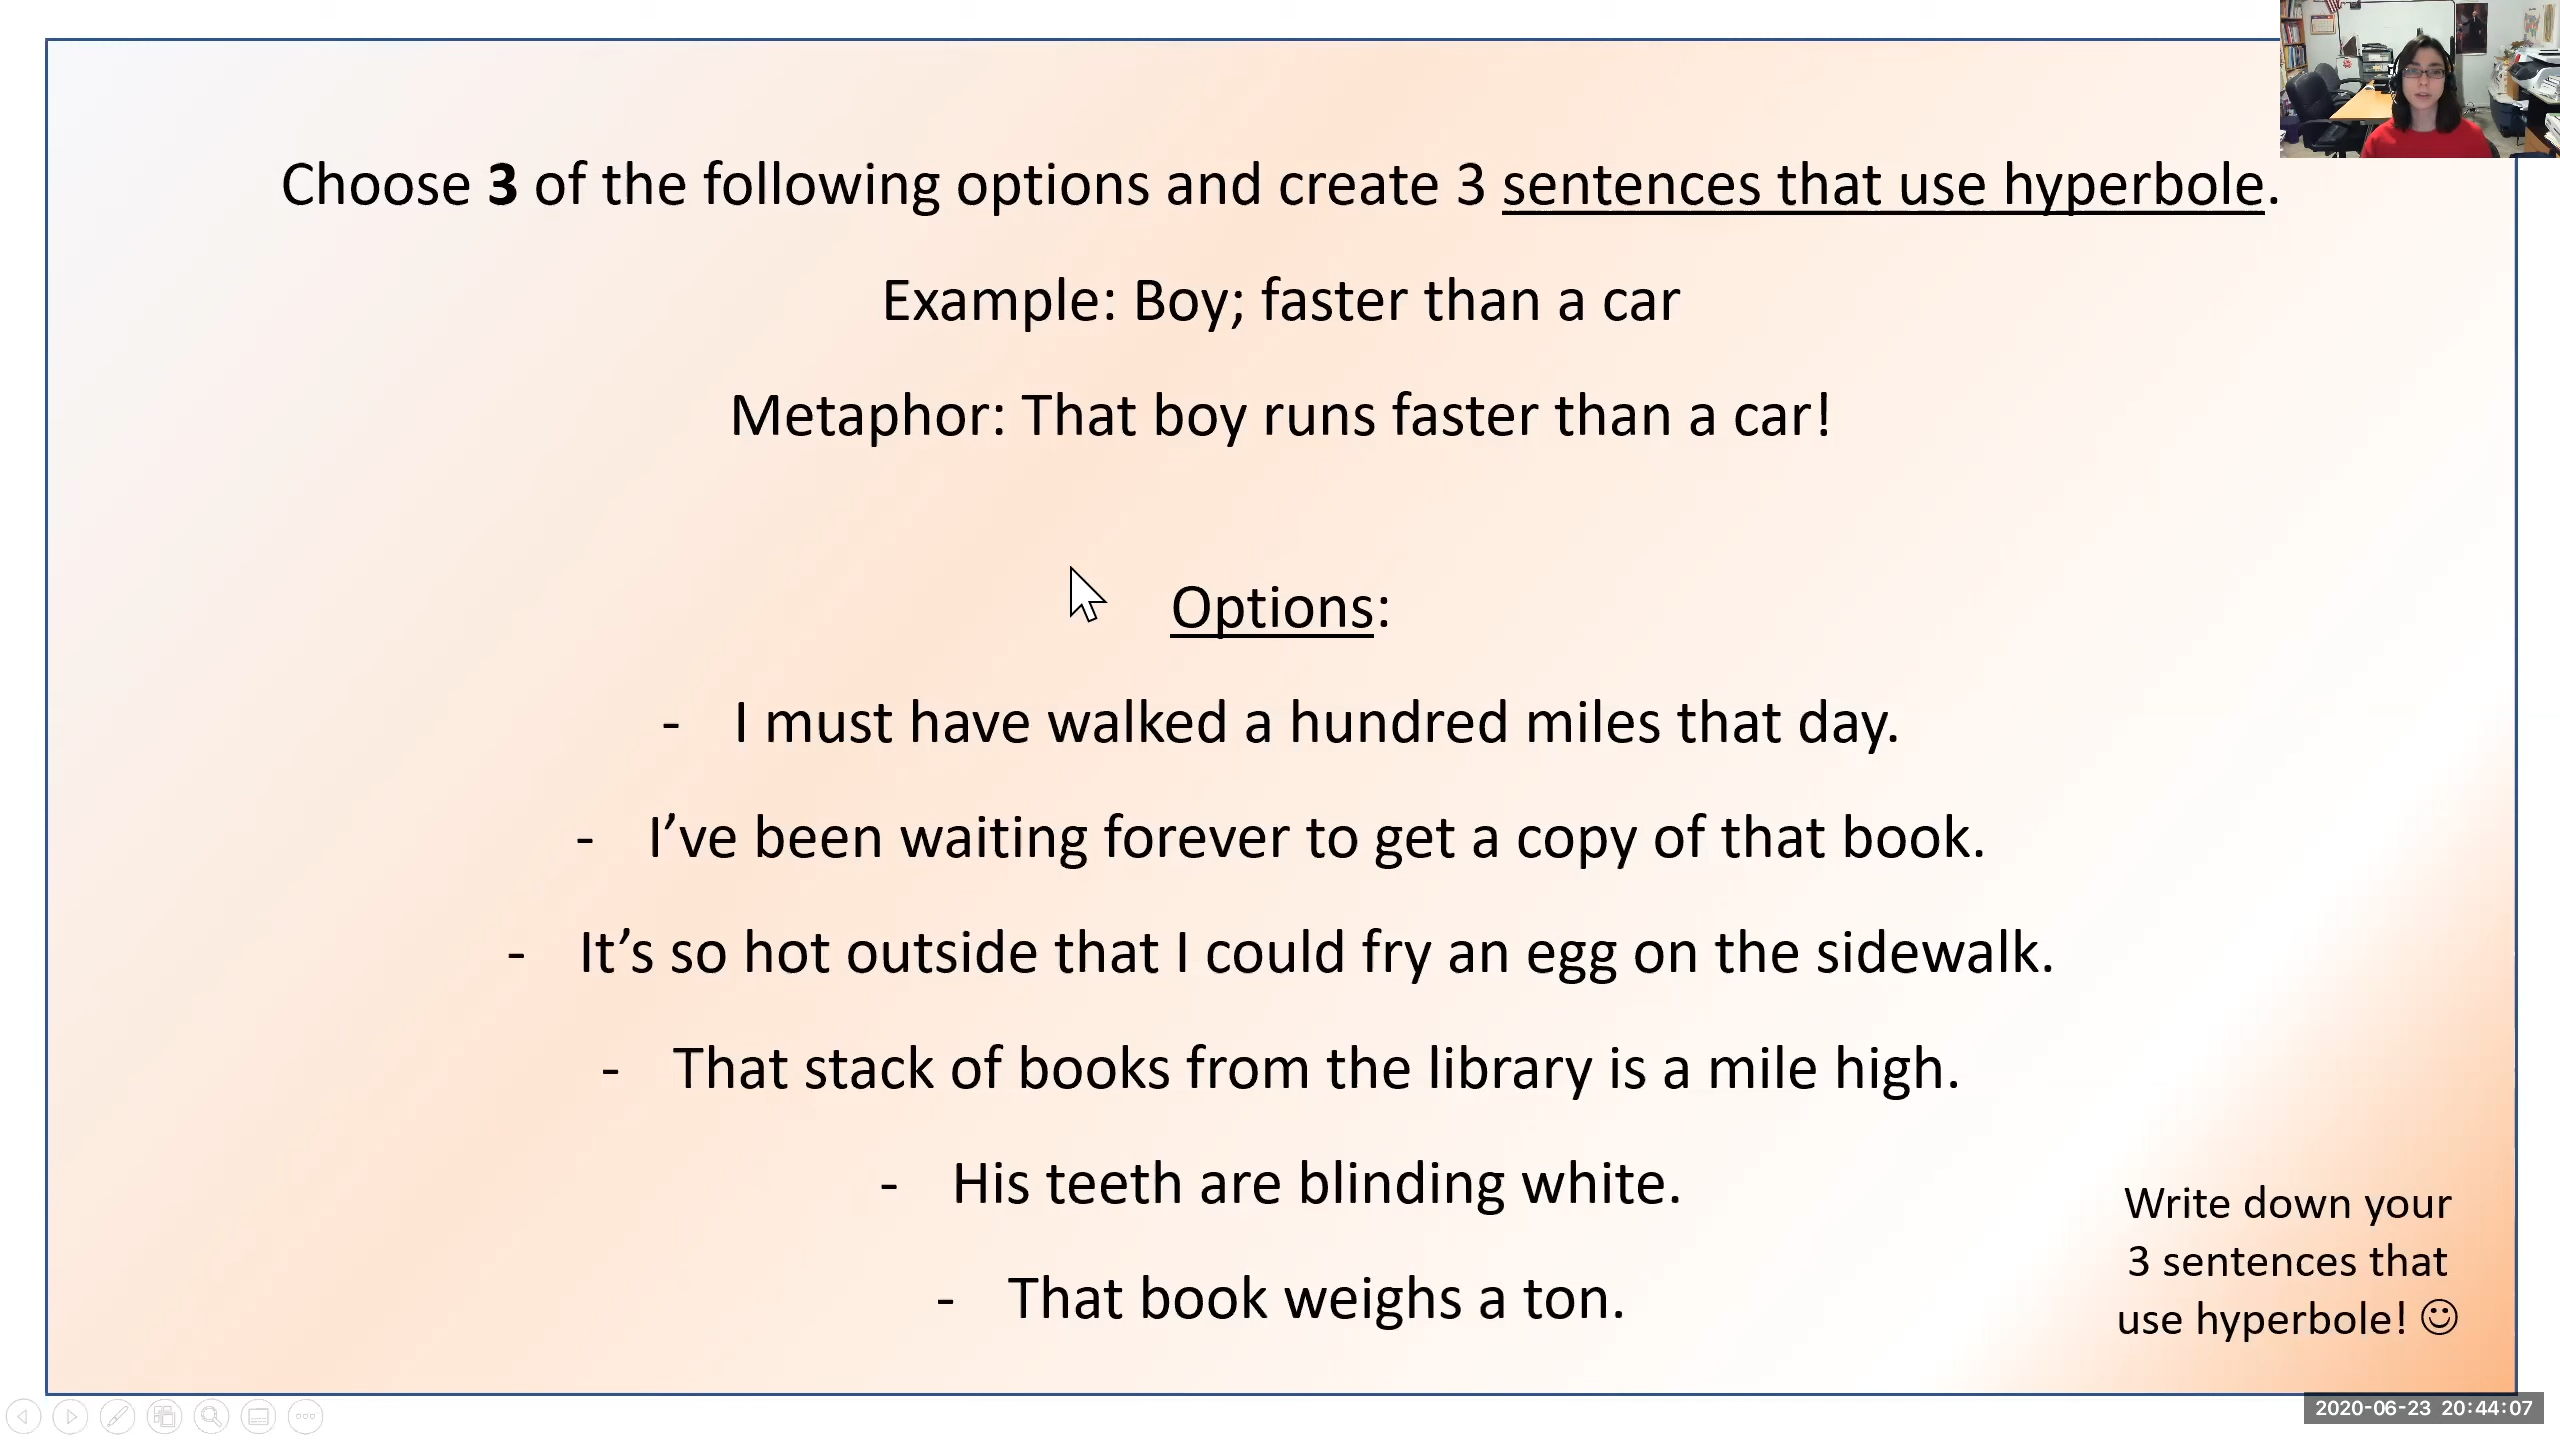 Choose 3 of the following options and create 3 sentences that use hyperbole.
Example: Boy; faster than a car
Metaphor: That boy runs faster than a car!
Options:
- I must have walked a hundred miles that day.
- I’ve been waiting forever to get a copy of that book.
- It’s so hot outside that I could fry an egg on the sidewalk.
- That stack of books from the library is a mile high.
- His teeth are blinding white.
- That book weighs a ton.
Write down your
3 sentences that
use hyperbole! ☺
2020-06-23 20:44:07